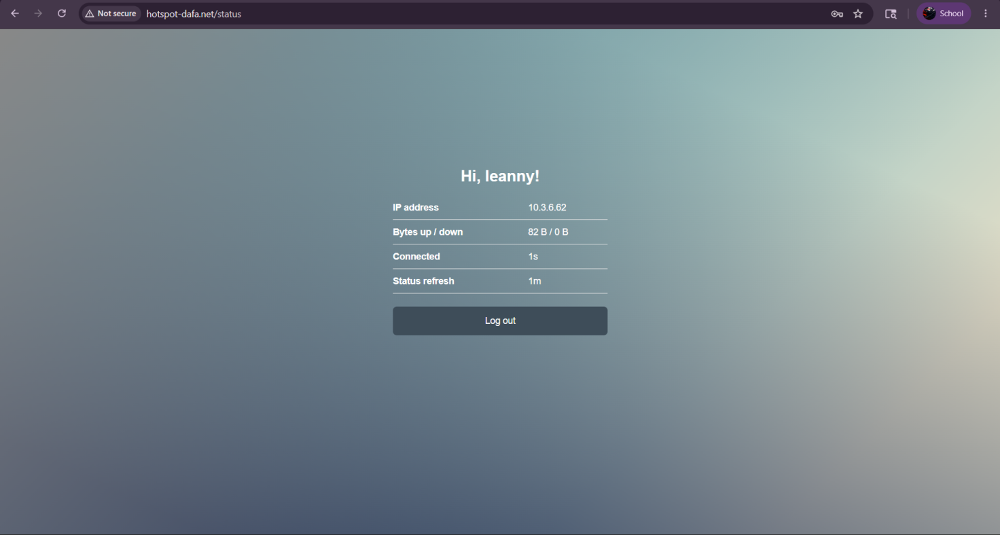 Not secure hotspot-dafa.net/status School
Hi, leanny!
IP address 10.3.6.62
Bytes up / down 82 B / 0 B
Connected 1s
Status refresh 1m
Log out